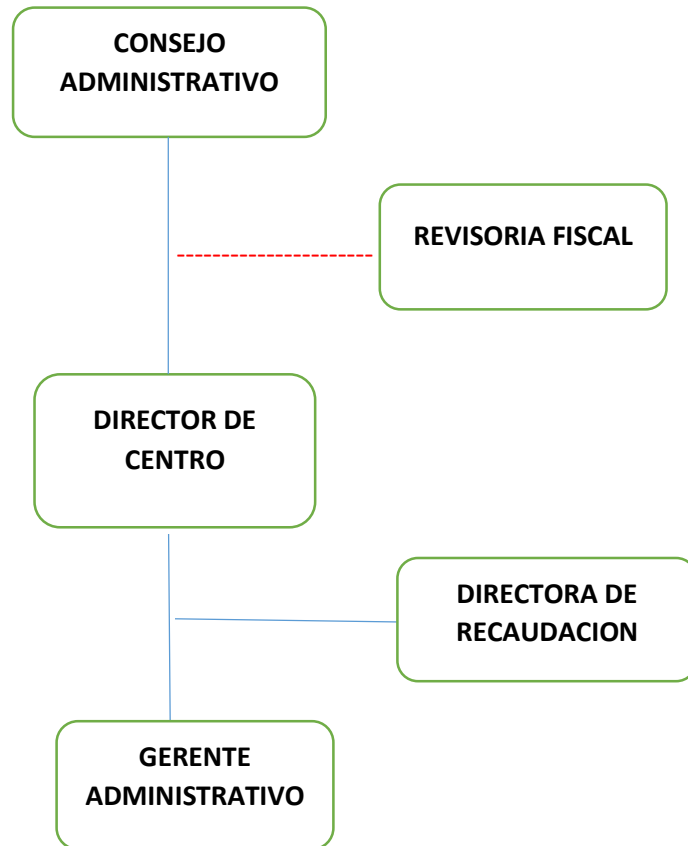 CONSEJO
ADMINISTRATIVO
REVISORIA FISCAL
DIRECTOR DE
CENTRO
DIRECTORA DE
RECAUDACION
GERENTE
ADMINISTRATIVO